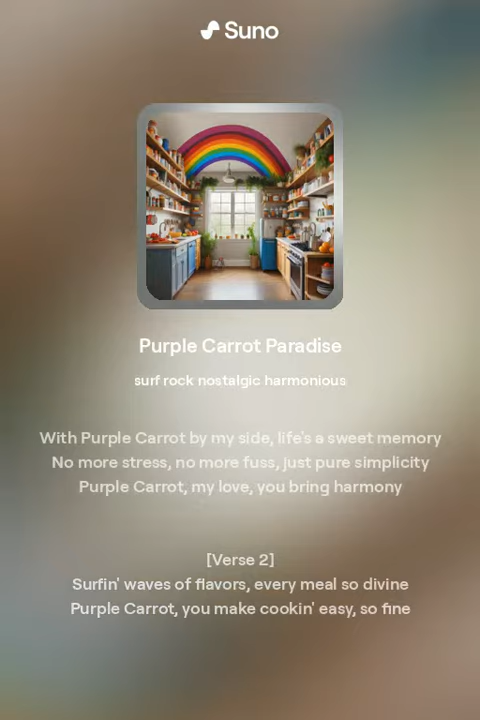 Suno
Purple Carrot Paradise
surf rock nostalgic harmonious
With Purple Carrot by my side, life's a sweet memory
No more stress, no more fuss, just pure simplicity
Purple Carrot, my love, you bring harmony
[Verse 2]
Surfin' waves of flavors, every meal so divine
Purple Carrot, you make cookin' easy, so fine